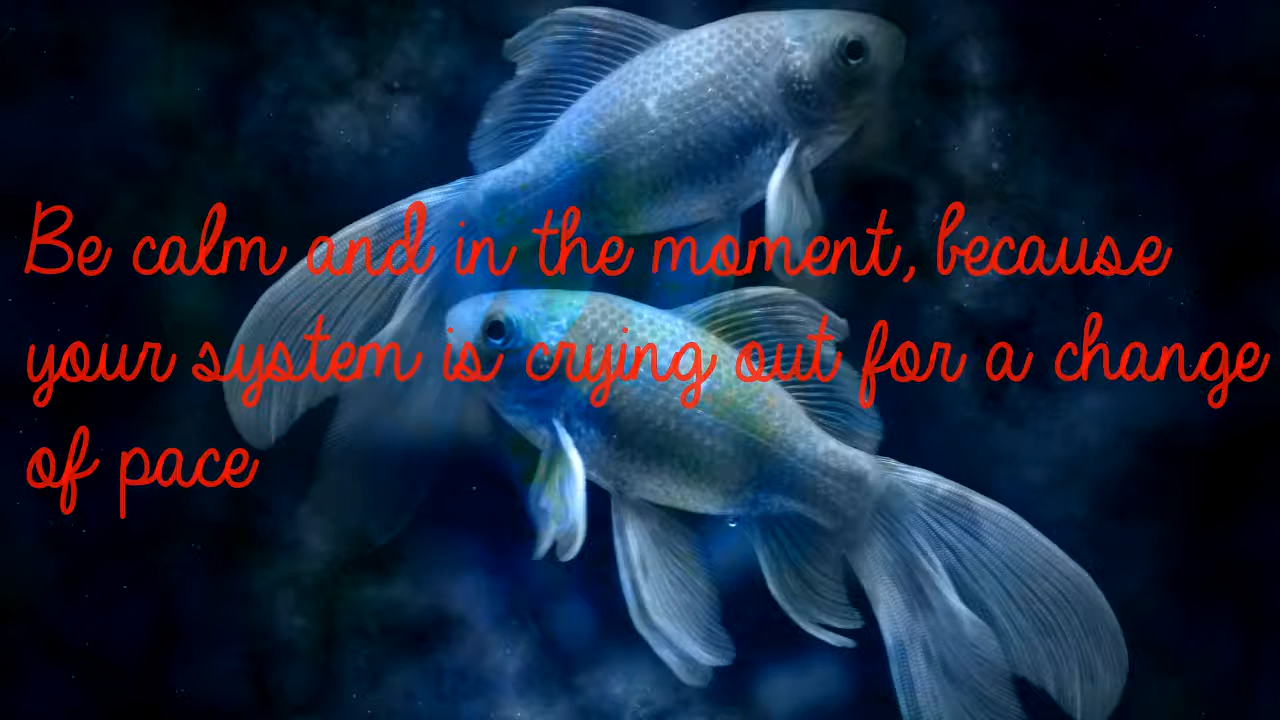 Be calm and in the moment, because
your system is crying out for a change
of pace